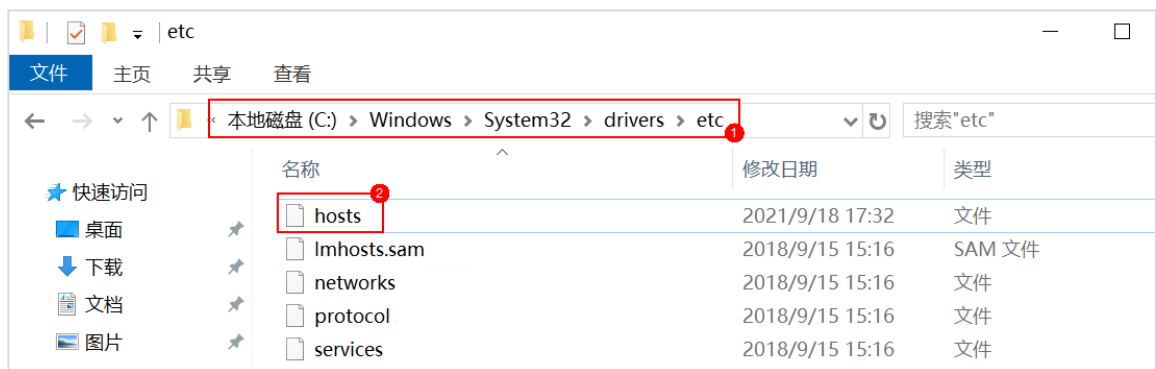 etc
文件 主页 共享 查看
« 本地磁盘 (C:) > Windows > System32 > drivers > etc 搜索"etc"
1
名称 修改日期 类型
快速访问
2
hosts 2021/9/18 17:32 文件
桌面
lmhosts.sam 2018/9/15 15:16 SAM 文件
下载
networks 2018/9/15 15:16 文件
文档
protocol 2018/9/15 15:16 文件
图片
services 2018/9/15 15:16 文件